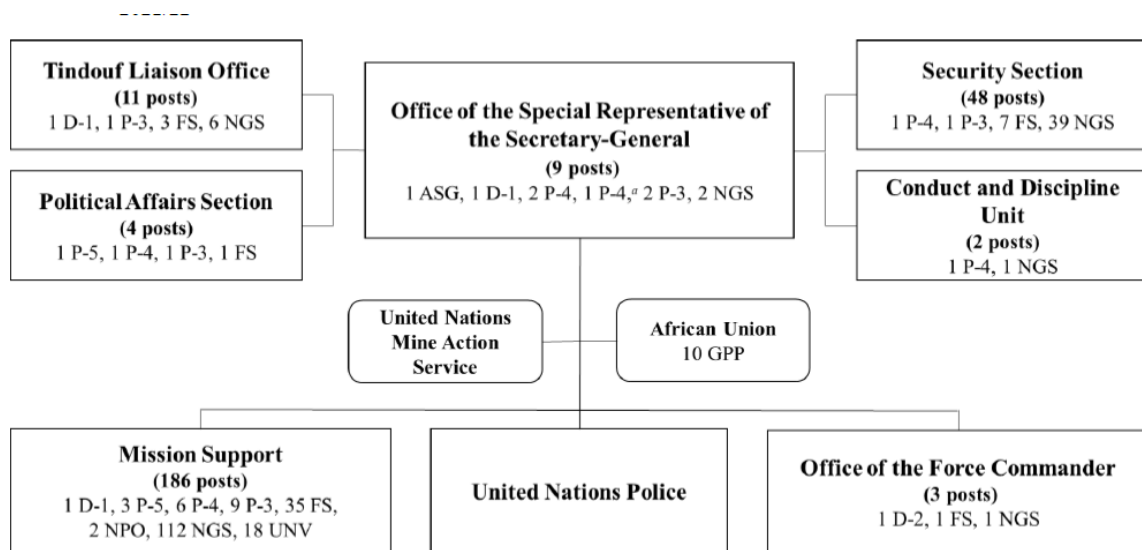 Tindouf Liaison Office
(11 posts)
1 D-1, 1 P-3, 3 FS, 6 NGS
Office of the Special Representative of
the Secretary-General
(9 posts)
1 ASG, 1 D-1, 2 P-4, 1 P-4,ª 2 P-3, 2 NGS
Security Section
(48 posts)
1 P-4, 1 P-3, 7 FS, 39 NGS
Political Affairs Section
(4 posts)
1 P-5, 1 P-4, 1 P-3, 1 FS
Conduct and Discipline
Unit
(2 posts)
1 P-4, 1 NGS
United Nations
Mine Action
Service
African Union
10 GPP
Mission Support
(186 posts)
1 D-1, 3 P-5, 6 P-4, 9 P-3, 35 FS,
2 NPO, 112 NGS, 18 UNV
United Nations Police
Office of the Force Commander
(3 posts)
1 D-2, 1 FS, 1 NGS